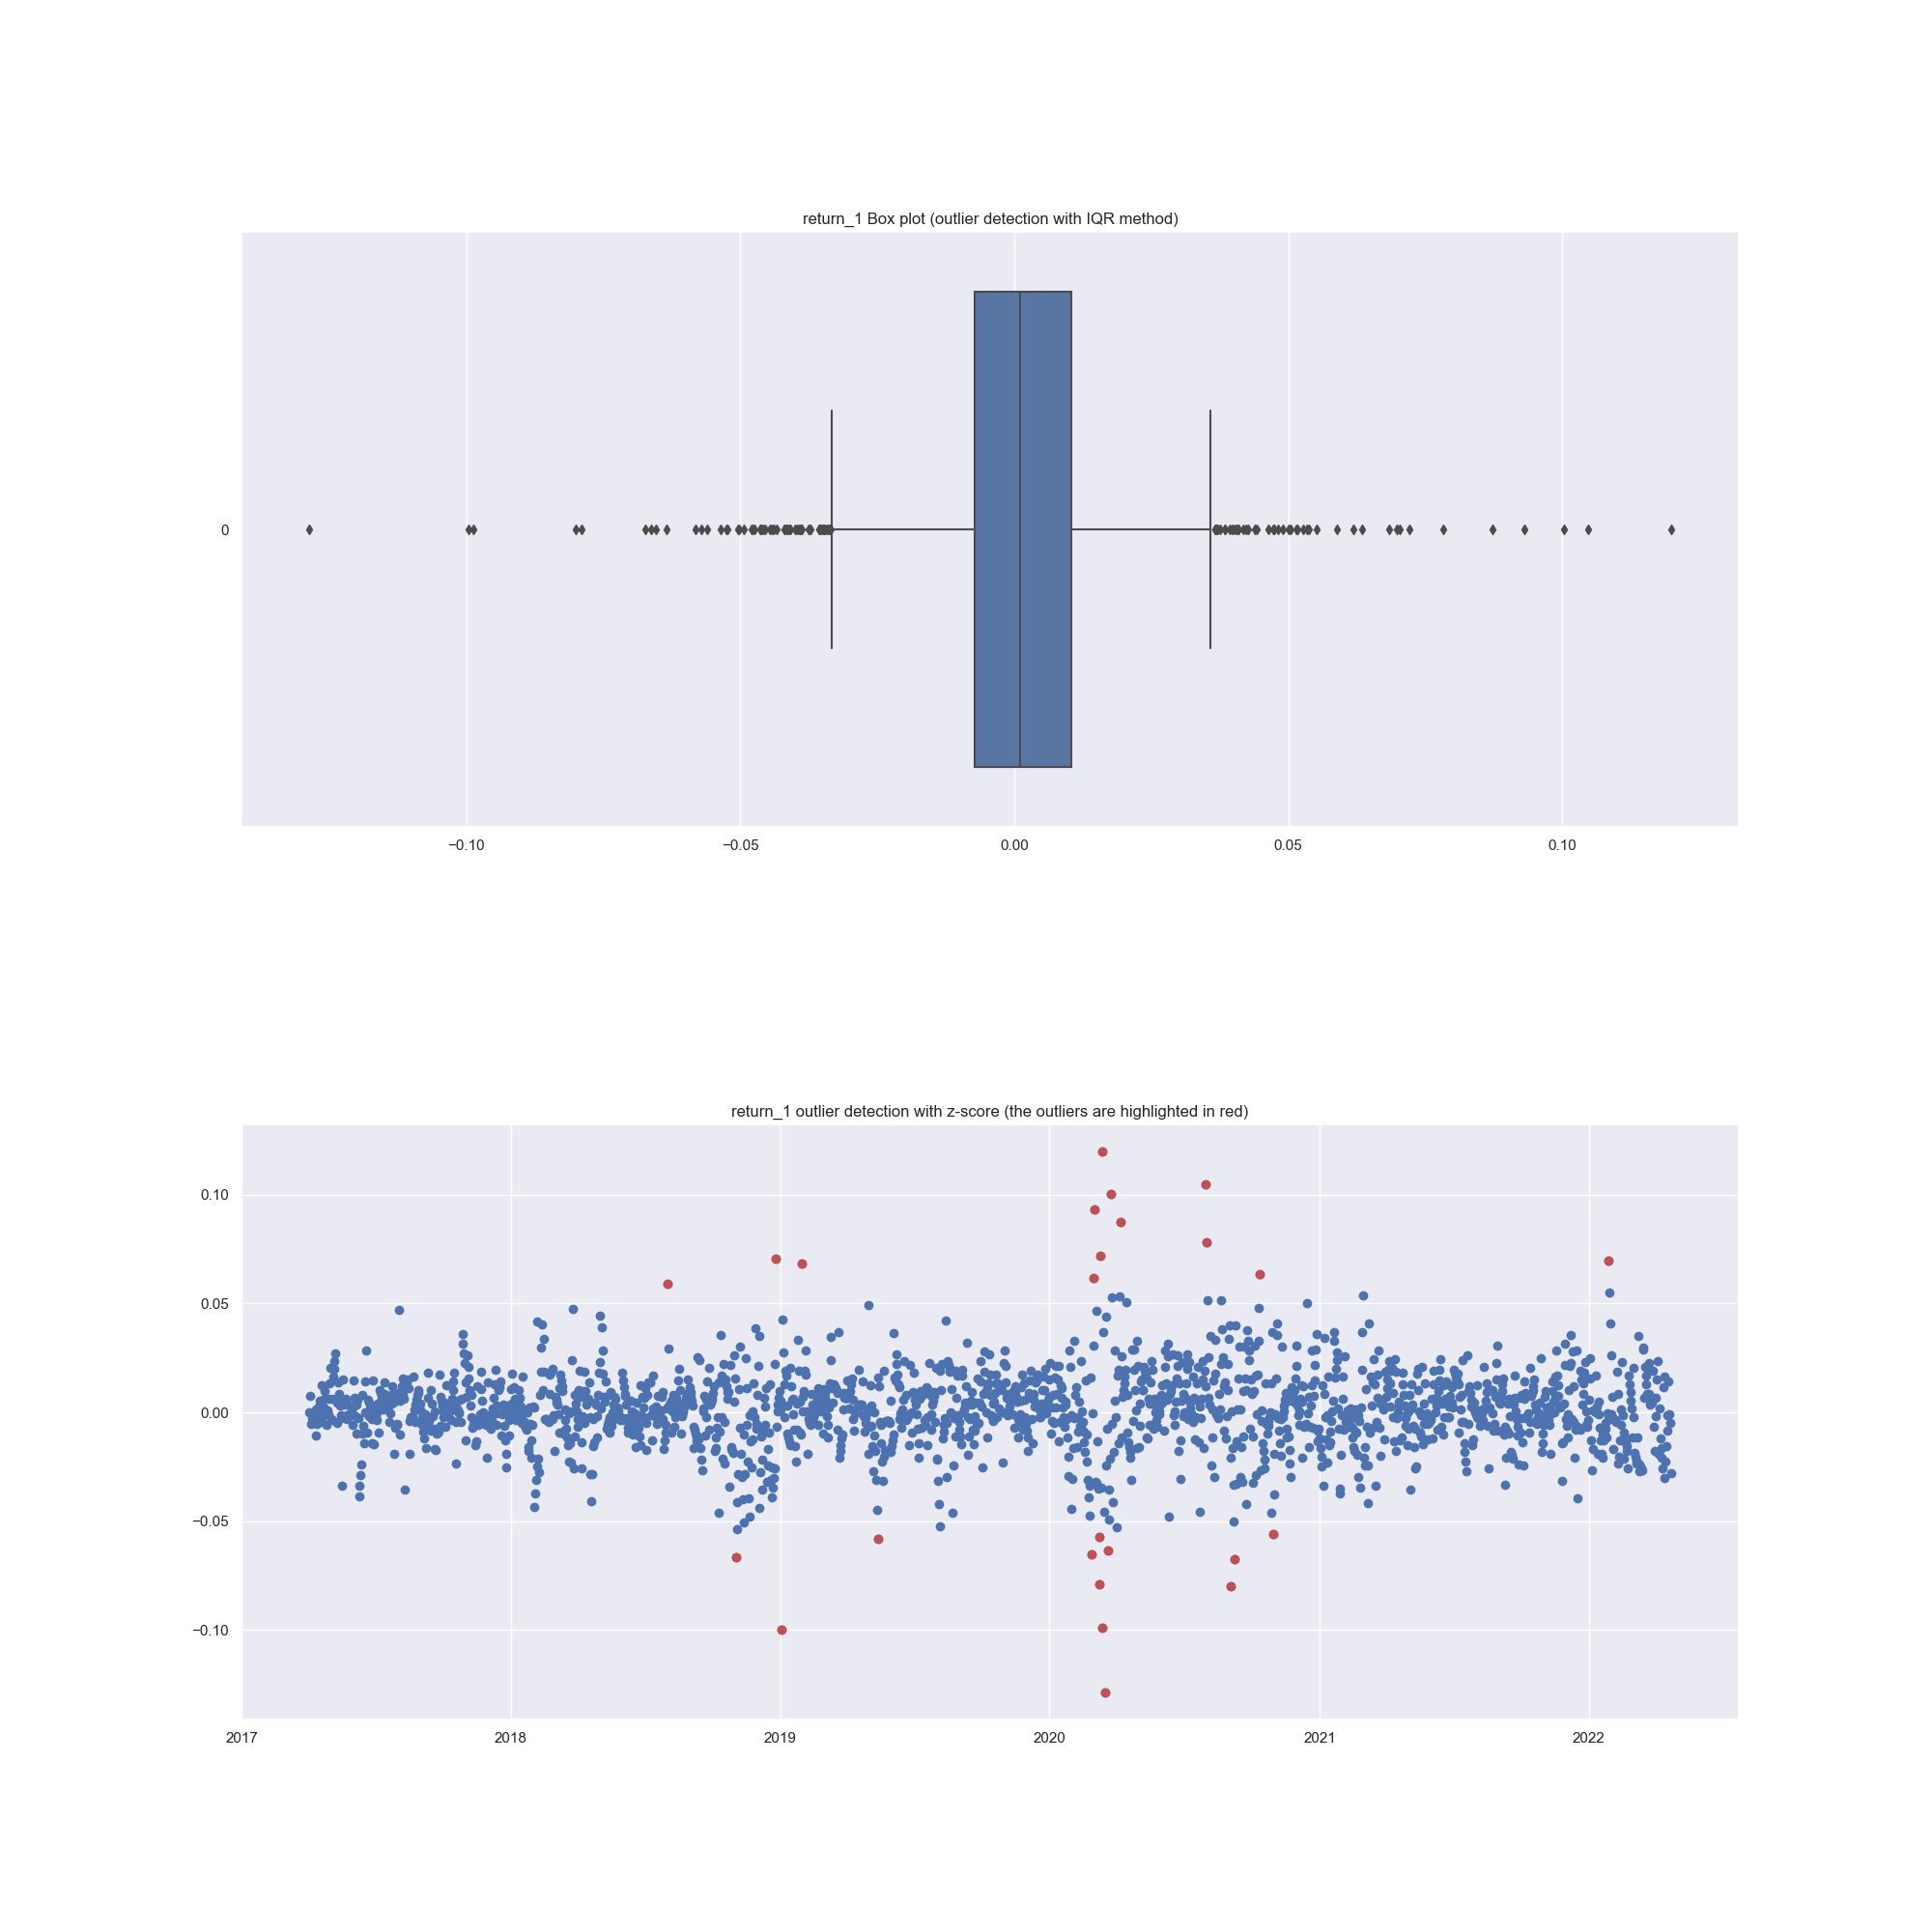 return_1 Box plot (outlier detection with IQR method)
0
−0.10 −0.05 0.00 0.05 0.10
return_1 outlier detection with z-score (the outliers are highlighted in red)
0.10
0.05
0.00
−0.05
−0.10
2017 2018 2019 2020 2021 2022